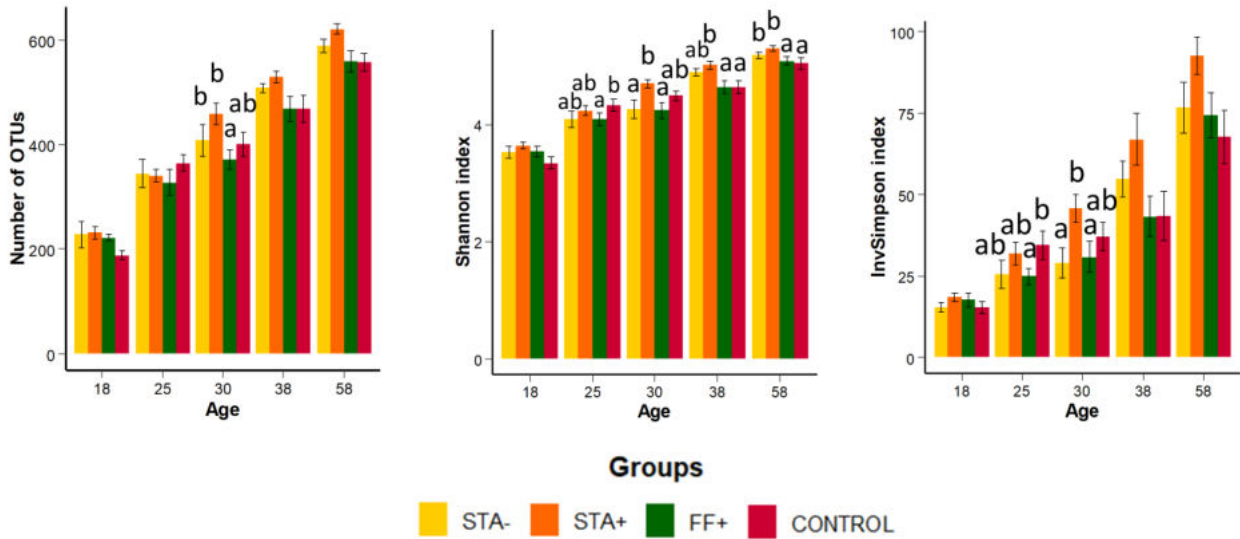 Number of OTUs
600
400
200
0
b b a ab
18 25 30 38 58
Age
Shannon index
4
2
0
ab ab a b
a b a ab
ab b a a
b b a a
18 25 30 38 58
Age
InvSimpson index
100
75
50
25
0
ab ab a b
a b a ab
18 25 30 38 58
Age
Groups
STA- STA+ FF+ CONTROL